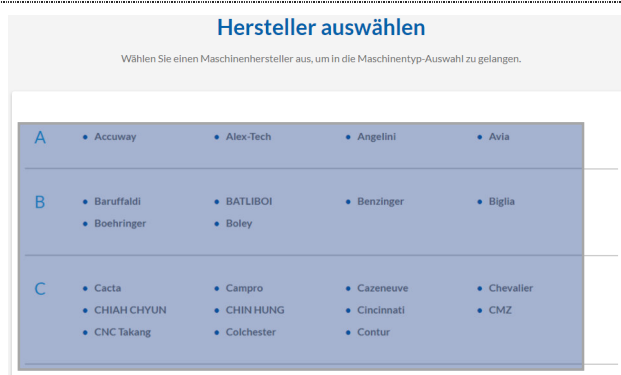 Hersteller auswählen
Wählen Sie einen Maschinenhersteller aus, um in die Maschinentyp-Auswahl zu gelangen.
A • Accuway • Alex-Tech • Angelini • Avia
B • Baruffaldi • BATLIBOI • Benzinger • Biglia
• Boehringer • Boley
C • Cacta • Campro • Cazeneuve • Chevalier
• CHIAH CHYUN • CHIN HUNG • Cincinnati • CMZ
• CNC Takang • Colchester • Contur